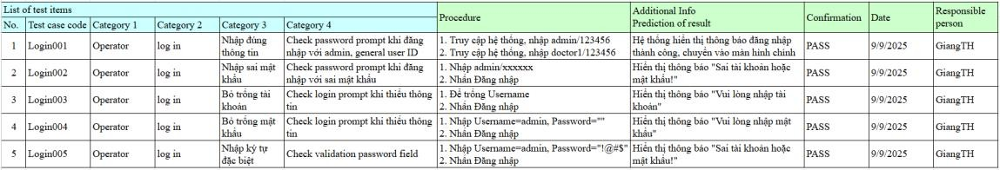 List of test items
Procedure
Additional Info
Prediction of result
Confirmation
Date
Responsible
person
No.
Test case code
Category 1
Category 2
Category 3
Category 4
1
Login001
Operator
log in
Nhập đúng
thông tin
Check password prompt khi đăng
nhập với admin, general user ID
1. Truy cập hệ thống, nhập admin/123456
2. Truy cập hệ thống, nhập doctor1/123456
Hệ thống hiển thị thông báo đăng nhập
thành công, chuyển vào màn hình chính
PASS
9/9/2025
GiangTH
2
Login002
Operator
log in
Nhập sai mật
khẩu
Check password prompt khi đăng
nhập với sai mật khẩu
1. Nhập admin/xxxxxx
2. Nhấn Đăng nhập
Hiển thị thông báo "Sai tài khoản hoặc
mật khẩu!"
PASS
9/9/2025
GiangTH
3
Login003
Operator
log in
Bỏ trống tài
khoản
Check login prompt khi thiếu thông
tin
1. Để trống Username
2. Nhấn Đăng nhập
Hiển thị thông báo "Vui lòng nhập tài
khoản"
PASS
9/9/2025
GiangTH
4
Login004
Operator
log in
Bỏ trống mật
khẩu
Check login prompt khi thiếu thông
tin
1. Nhập Username=admin, Password=""
2. Nhấn Đăng nhập
Hiển thị thông báo "Vui lòng nhập mật
khẩu"
PASS
9/9/2025
GiangTH
5
Login005
Operator
log in
Nhập ký tự
đặc biệt
Check validation password field
1. Nhập Username=admin, Password="!@#$"
2. Nhấn Đăng nhập
Hiển thị thông báo "Sai tài khoản hoặc
mật khẩu!"
PASS
9/9/2025
GiangTH